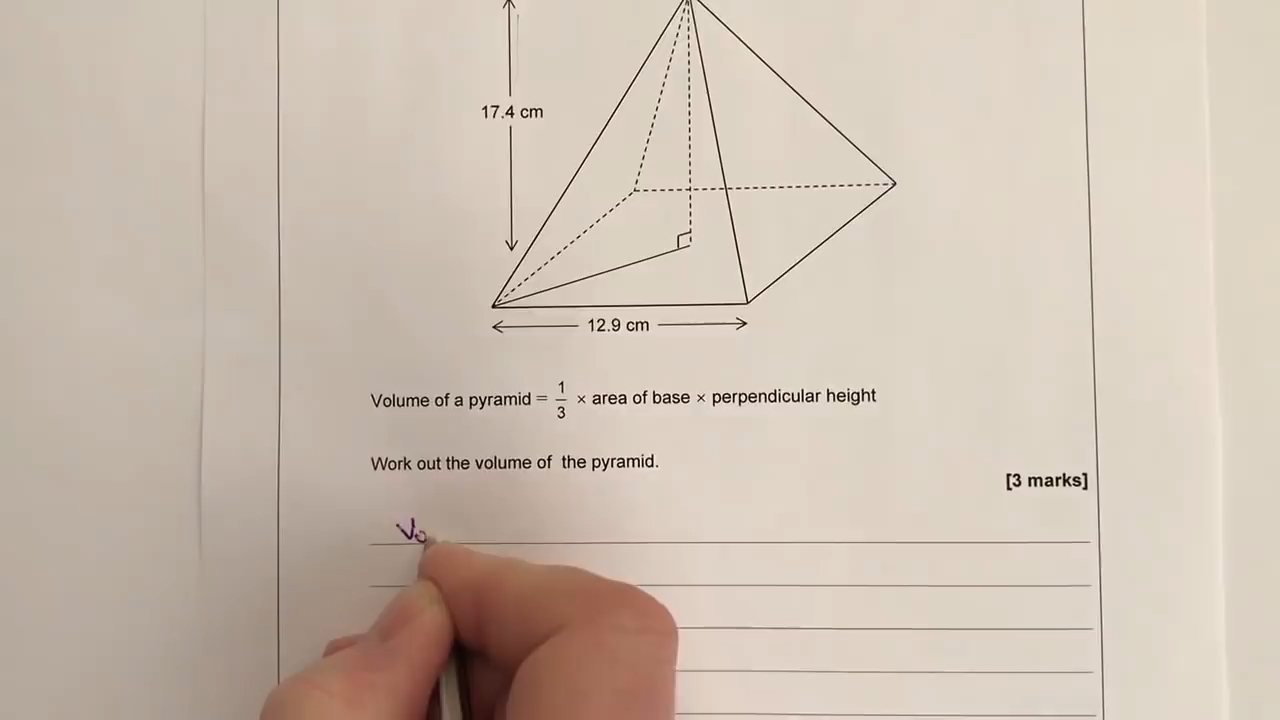 17.4 cm
12.9 cm
Volume of a pyramid = 1/3 × area of base × perpendicular height
Work out the volume of the pyramid.
[3 marks]
Vo